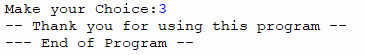 Make your Choice:3
-- Thank you for using this program --
--- End of Program --